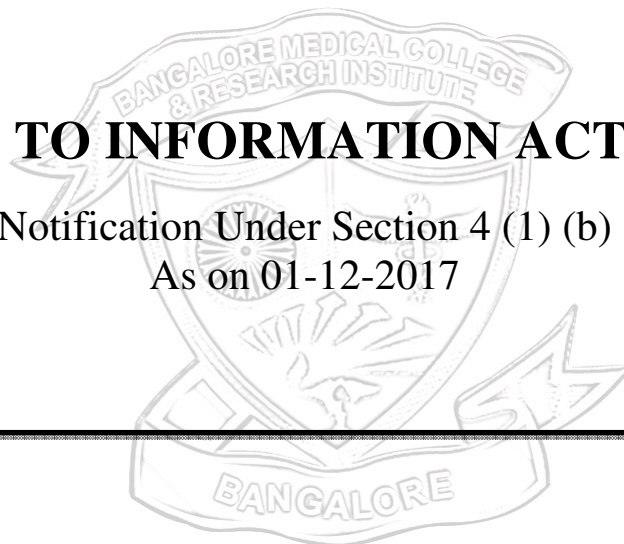 BANGALORE MEDICAL COLLEGE
& RESEARCH INSTITUTE
TO INFORMATION ACT
Notification Under Section 4 (1) (b)
As on 01-12-2017
BANGALORE